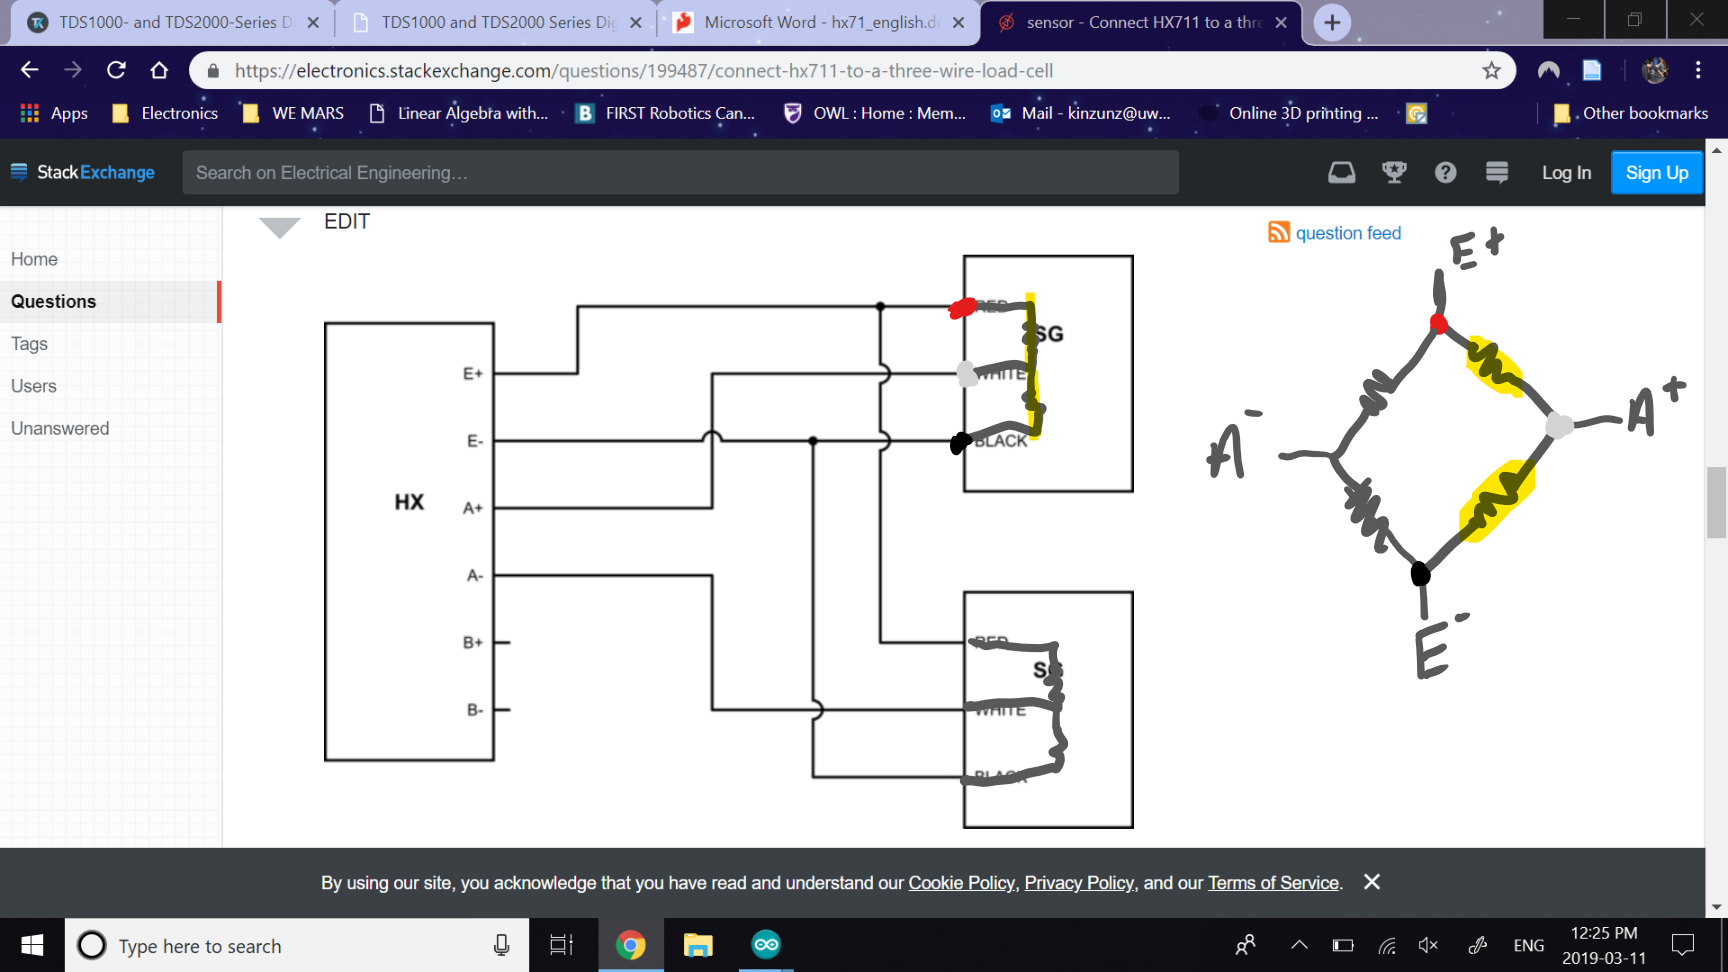 TDS1000- and TDS2000-Series Di
TDS1000 and TDS2000 Series Dig
Microsoft Word - hx71_english.d
sensor - Connect HX711 to a thre
https://electronics.stackexchange.com/questions/199487/connect-hx711-to-a-three-wire-load-cell
Apps
Electronics
WE MARS
Linear Algebra with...
FIRST Robotics Can...
OWL : Home : Mem...
Mail - kinzunz@uw...
Online 3D printing ...
Other bookmarks
StackExchange
Search on Electrical Engineering…
Log In
Sign Up
Home
Questions
Tags
Users
Unanswered
EDIT
question feed
E+
RED
SG
E+
WHITE
A+
A-
E-
BLACK
HX
A+
A-
E-
B+
RED
SG
B-
WHITE
BLACK
By using our site, you acknowledge that you have read and understand our Cookie Policy, Privacy Policy, and our Terms of Service.
Type here to search
ENG
12:25 PM
2019-03-11